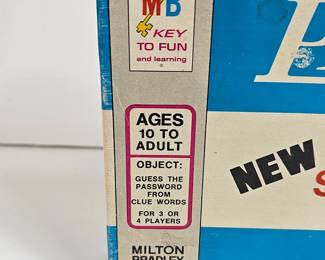 MB
KEY
TO FUN
and learning
AGES
10 TO
ADULT
OBJECT:
GUESS THE
PASSWORD
FROM
CLUE WORDS
FOR 3 OR
4 PLAYERS
MILTON
BRADLEY
NEW